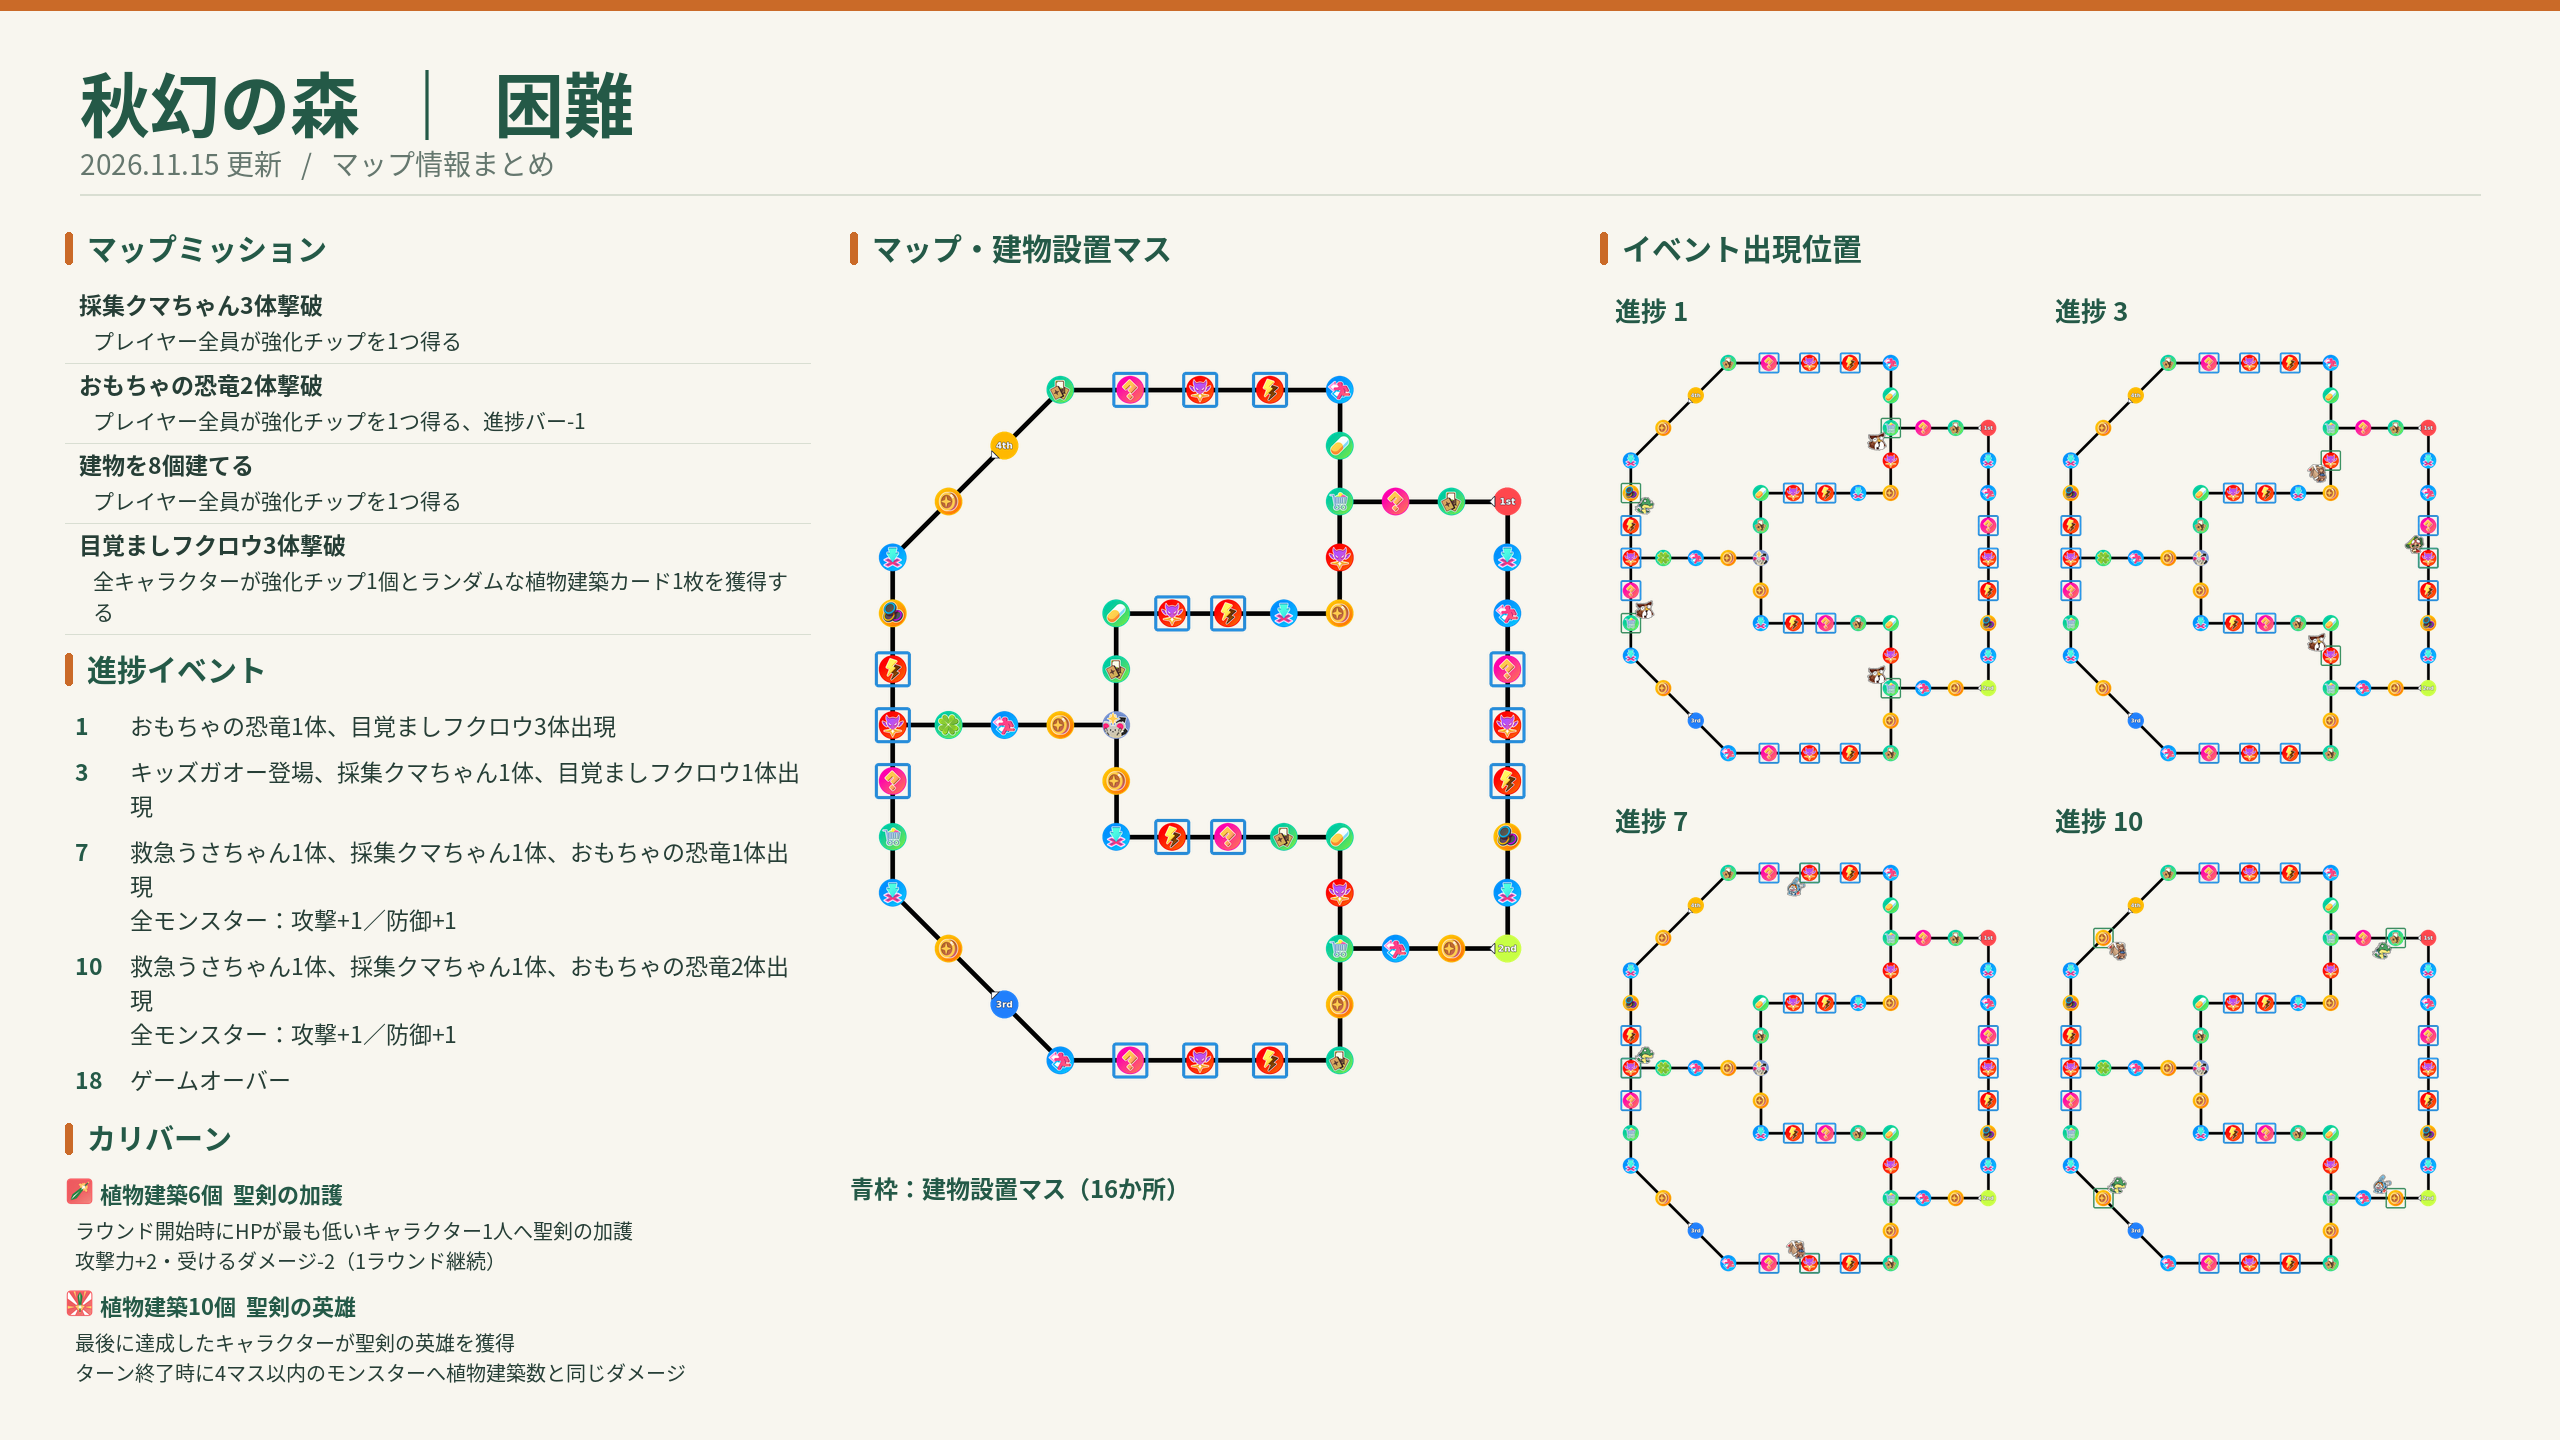 秋幻の森 ｜ 困難
2026.11.15 更新 / マップ情報まとめ
マップミッション
採集クマちゃん3体撃破
プレイヤー全員が強化チップを1つ得る
おもちゃの恐竜2体撃破
プレイヤー全員が強化チップを1つ得る、進捗バー-1
建物を8個建てる
プレイヤー全員が強化チップを1つ得る
目覚ましフクロウ3体撃破
全キャラクターが強化チップ1個とランダムな植物建築カード1枚を獲得す
る
進捗イベント
1 おもちゃの恐竜1体、目覚ましフクロウ3体出現
3 キッズガオー登場、採集クマちゃん1体、目覚ましフクロウ1体出
現
7 救急うさちゃん1体、採集クマちゃん1体、おもちゃの恐竜1体出
現
全モンスター：攻撃+1／防御+1
10 救急うさちゃん1体、採集クマちゃん1体、おもちゃの恐竜2体出
現
全モンスター：攻撃+1／防御+1
18 ゲームオーバー
カリバーン
植物建築6個 聖剣の加護
ラウンド開始時にHPが最も低いキャラクター1人へ聖剣の加護
攻撃力+2・受けるダメージ-2（1ラウンド継続）
植物建築10個 聖剣の英雄
最後に達成したキャラクターが聖剣の英雄を獲得
ターン終了時に4マス以内のモンスターへ植物建築数と同じダメージ
マップ・建物設置マス
4th
1st
2nd
3rd
青枠：建物設置マス（16か所）
イベント出現位置
進捗 1
進捗 3
進捗 7
進捗 10